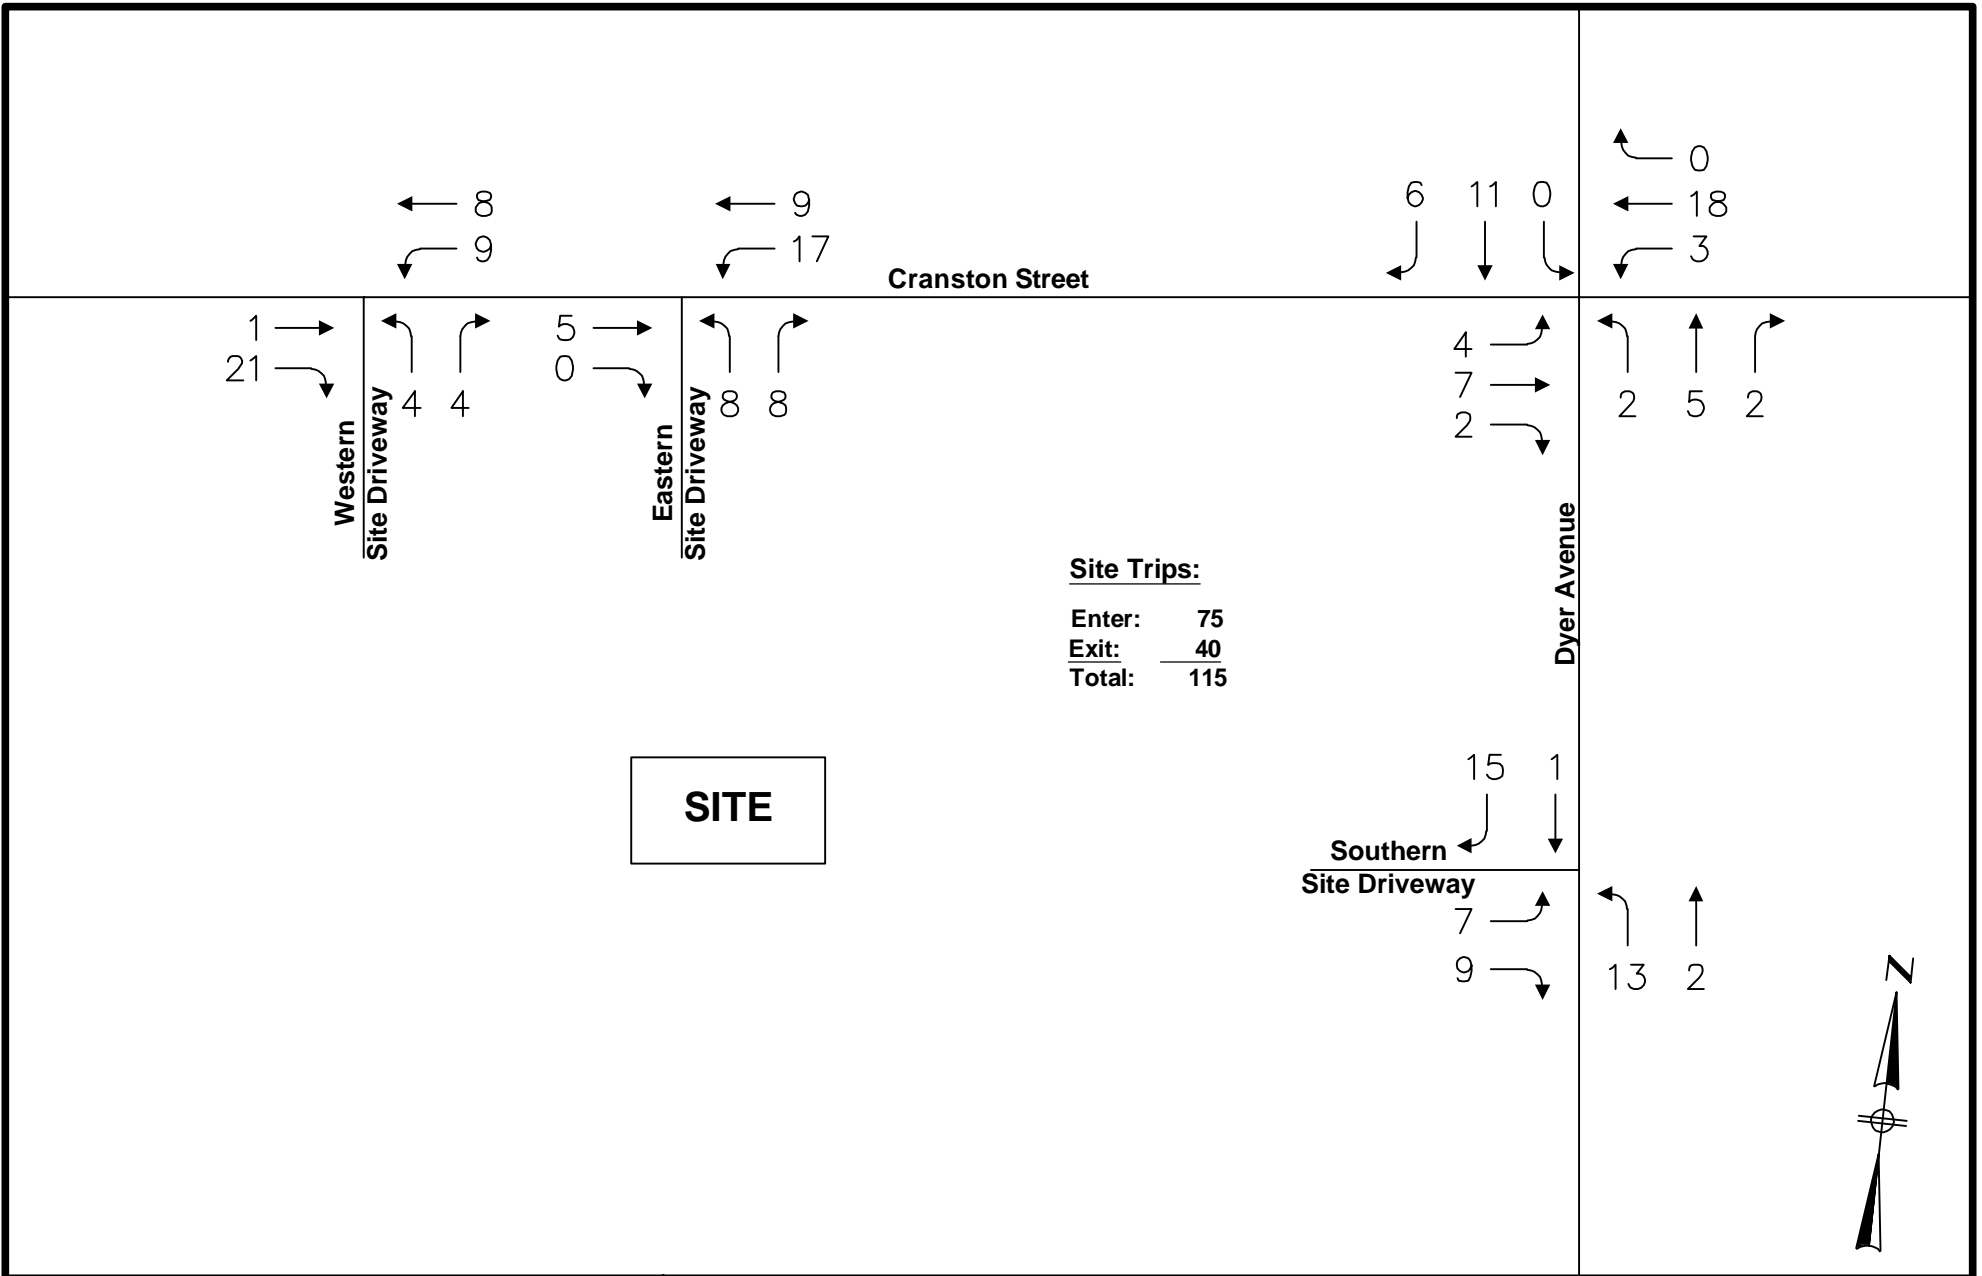 0
6 11 0
8
9
18
9
17
3
Cranston Street
1
5
4
21
0
7
4 4
8 8
2
2 5 2
Western
Site Driveway
Eastern
Site Driveway
Dyer Avenue
Site Trips:
Enter: 75
Exit: 40
Total: 115
SITE
15 1
Southern
Site Driveway
7
9
13 2
N